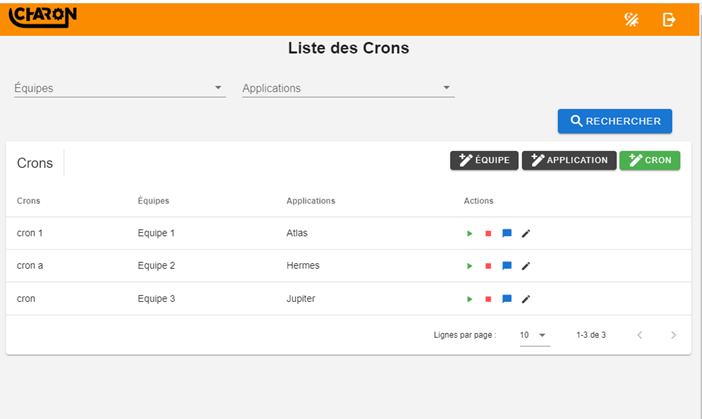 CHARON
Liste des Crons
Équipes Applications
RECHERCHER
Crons ÉQUIPE APPLICATION CRON
Crons Équipes Applications Actions
cron 1 Equipe 1 Atlas
cron a Equipe 2 Hermes
cron Equipe 3 Jupiter
Lignes par page : 10 1-3 de 3